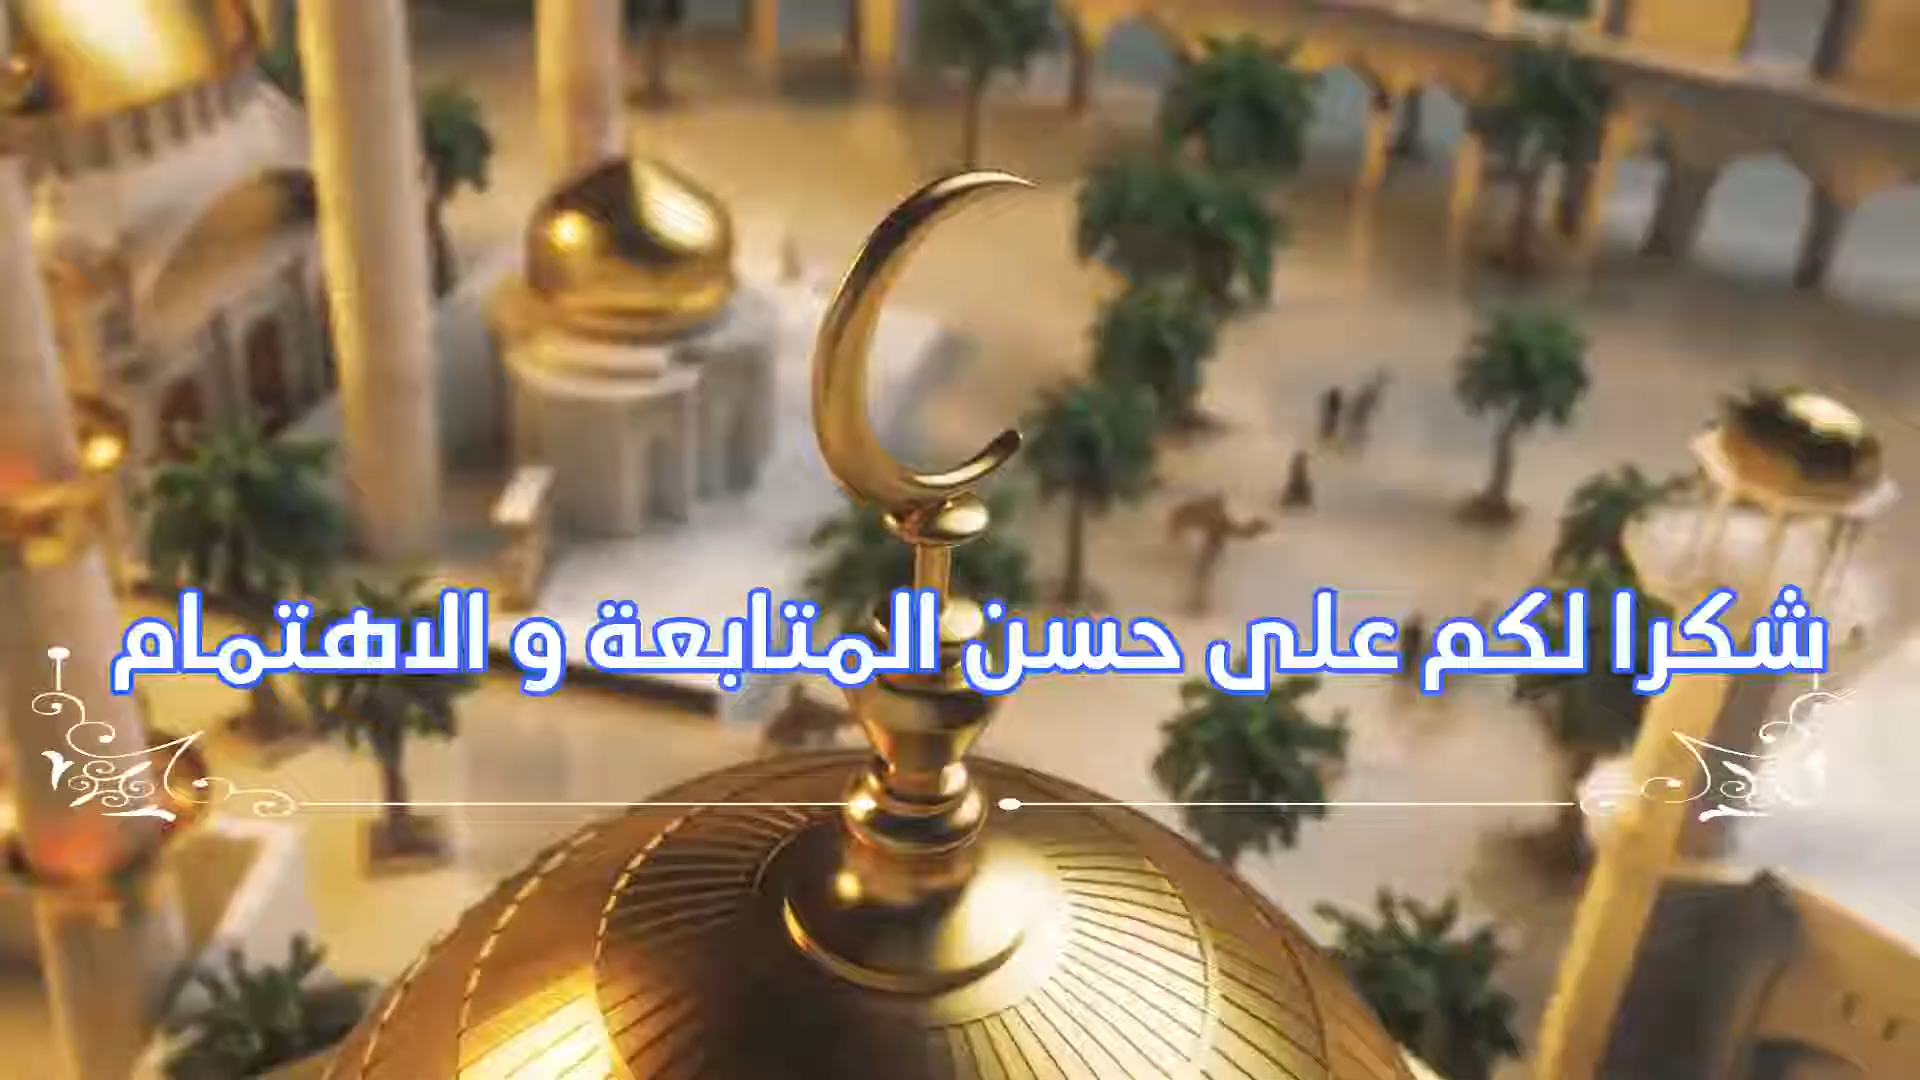 شكرا لكم على حسن المتابعة و الاهتمام